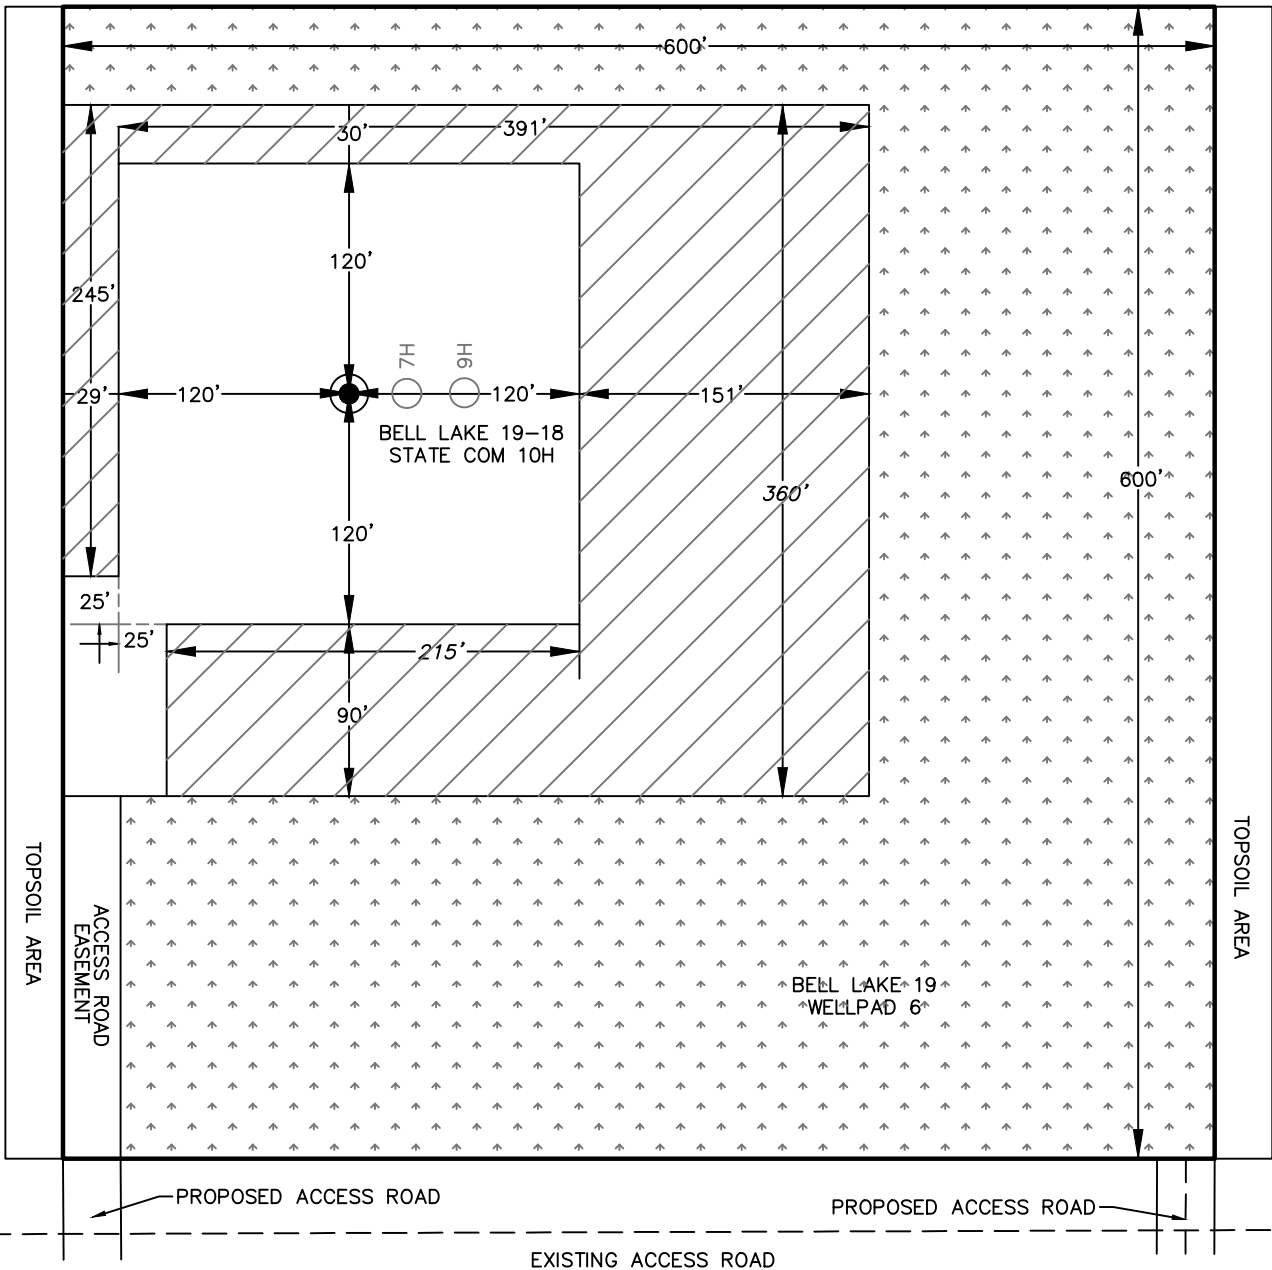 600'
30'
391'
120'
245'
7H
9H
29'
120'
120'
151'
BELL LAKE 19-18
STATE COM 10H
600'
360'
120'
25'
25'
215'
90'
TOPSOIL AREA
TOPSOIL AREA
ACCESS ROAD
EASEMENT
BELL LAKE 19
WELLPAD 6
PROPOSED ACCESS ROAD
PROPOSED ACCESS ROAD
EXISTING ACCESS ROAD